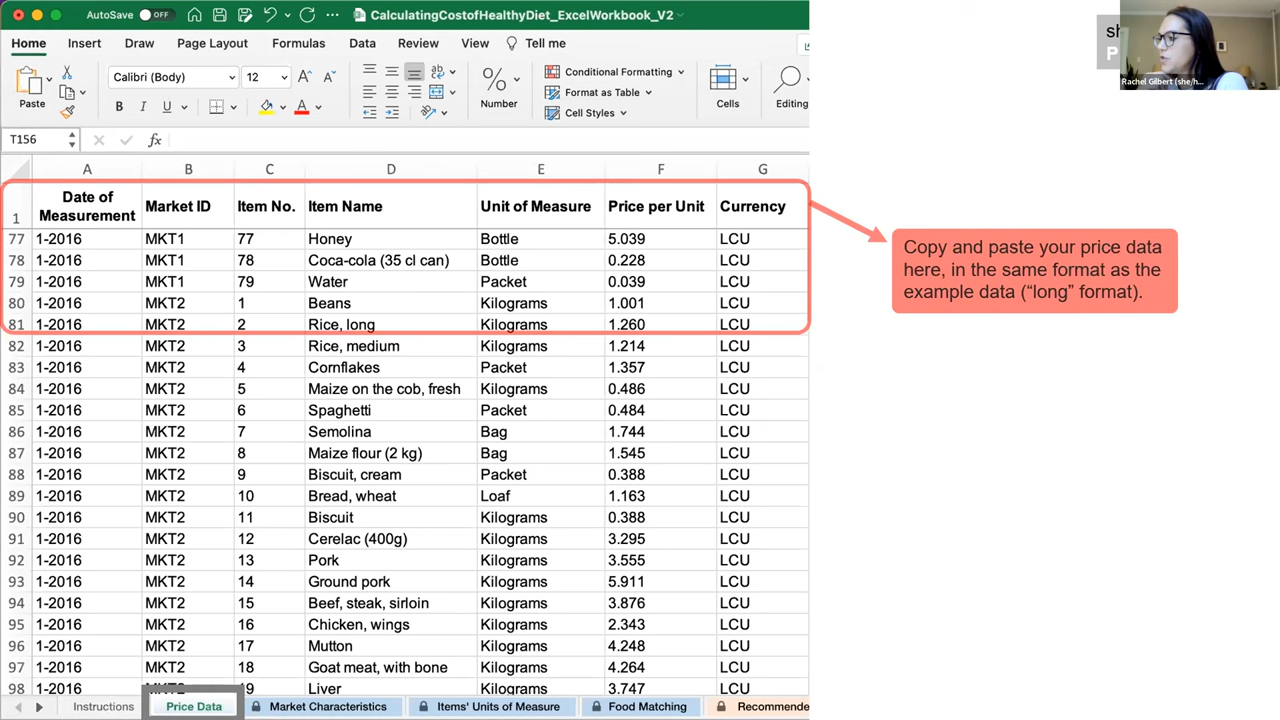 AutoSave OFF CalculatingCostofHealthyDiet_ExcelWorkbook_V2
Home Insert Draw Page Layout Formulas Data Review View Tell me
Paste Calibri (Body) 12 Number Conditional Formatting Format as Table Cell Styles Cells Editing
B I U
T156 fx
A B C D E F G
1 Date of Measurement Market ID Item No. Item Name Unit of Measure Price per Unit Currency
77 1-2016 MKT1 77 Honey Bottle 5.039 LCU
78 1-2016 MKT1 78 Coca-cola (35 cl can) Bottle 0.228 LCU
79 1-2016 MKT1 79 Water Packet 0.039 LCU
80 1-2016 MKT2 1 Beans Kilograms 1.001 LCU
81 1-2016 MKT2 2 Rice, long Kilograms 1.260 LCU
82 1-2016 MKT2 3 Rice, medium Kilograms 1.214 LCU
83 1-2016 MKT2 4 Cornflakes Packet 1.357 LCU
84 1-2016 MKT2 5 Maize on the cob, fresh Kilograms 0.486 LCU
85 1-2016 MKT2 6 Spaghetti Packet 0.484 LCU
86 1-2016 MKT2 7 Semolina Bag 1.744 LCU
87 1-2016 MKT2 8 Maize flour (2 kg) Bag 1.545 LCU
88 1-2016 MKT2 9 Biscuit, cream Packet 0.388 LCU
89 1-2016 MKT2 10 Bread, wheat Loaf 1.163 LCU
90 1-2016 MKT2 11 Biscuit Kilograms 0.388 LCU
91 1-2016 MKT2 12 Cerelac (400g) Kilograms 3.295 LCU
92 1-2016 MKT2 13 Pork Kilograms 3.555 LCU
93 1-2016 MKT2 14 Ground pork Kilograms 5.911 LCU
94 1-2016 MKT2 15 Beef, steak, sirloin Kilograms 3.876 LCU
95 1-2016 MKT2 16 Chicken, wings Kilograms 2.343 LCU
96 1-2016 MKT2 17 Mutton Kilograms 4.248 LCU
97 1-2016 MKT2 18 Goat meat, with bone Kilograms 4.264 LCU
98 1-2016 MKT2 19 Liver Kilograms 3.747 LCU
Instructions Price Data Market Characteristics Items' Units of Measure Food Matching Recommende
Copy and paste your price data
here, in the same format as the
example data (“long” format).
Rachel Gilbert (she/h...